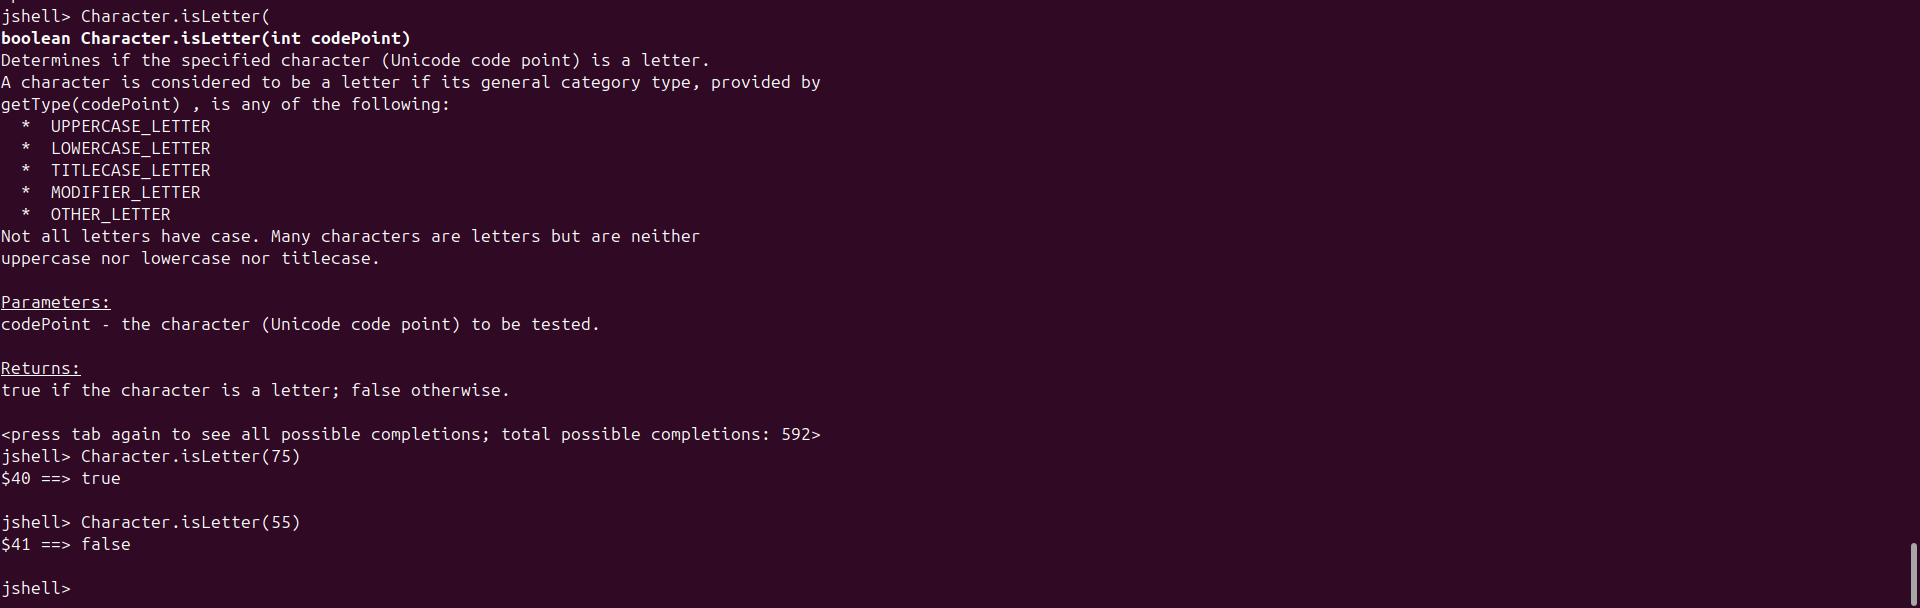 jshell> Character.isLetter(
boolean Character.isLetter(int codePoint)
Determines if the specified character (Unicode code point) is a letter.
A character is considered to be a letter if its general category type, provided by
getType(codePoint) , is any of the following:
  *  UPPERCASE_LETTER
  *  LOWERCASE_LETTER
  *  TITLECASE_LETTER
  *  MODIFIER_LETTER
  *  OTHER_LETTER
Not all letters have case. Many characters are letters but are neither
uppercase nor lowercase nor titlecase.

Parameters:
codePoint - the character (Unicode code point) to be tested.

Returns:
true if the character is a letter; false otherwise.

<press tab again to see all possible completions; total possible completions: 592>
jshell> Character.isLetter(75)
$40 ==> true

jshell> Character.isLetter(55)
$41 ==> false

jshell>